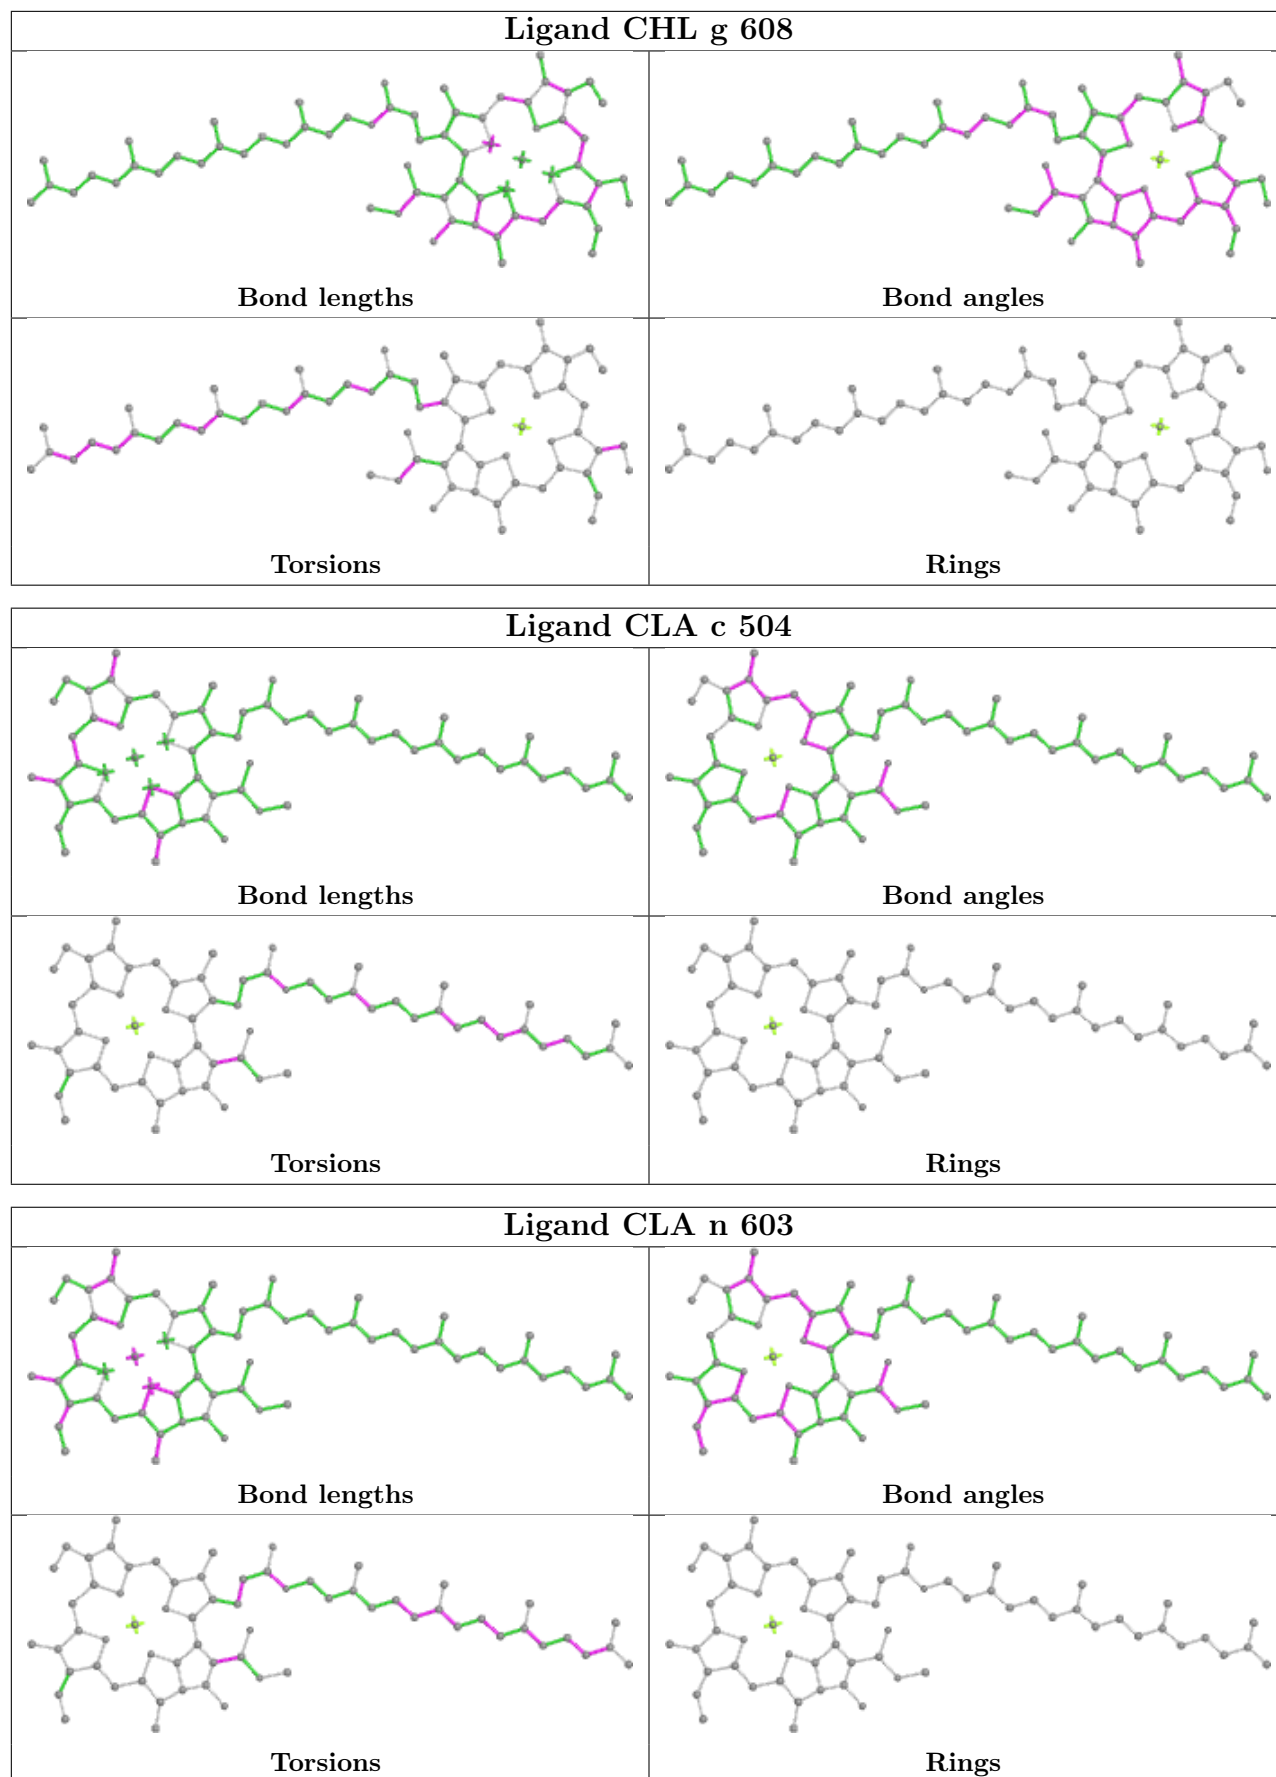 Ligand CHL g 608
Bond lengths
Bond angles
Torsions
Rings
Ligand CLA c 504
Bond lengths
Bond angles
Torsions
Rings
Ligand CLA n 603
Bond lengths
Bond angles
Torsions
Rings